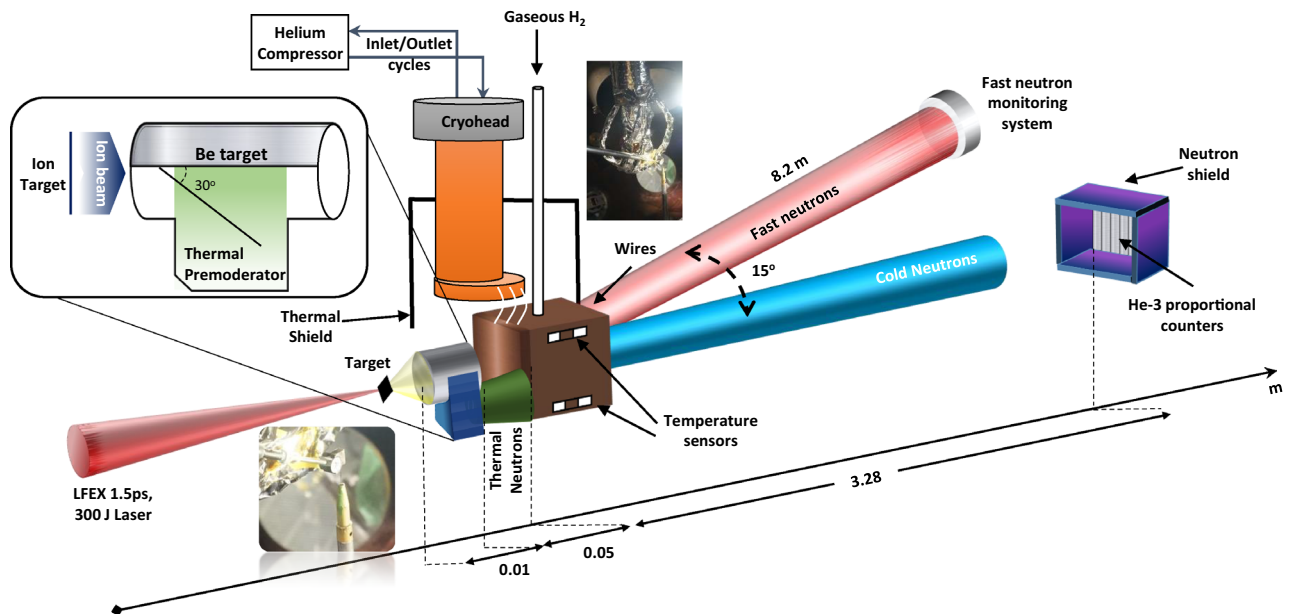 Gaseous H₂
Helium
Compressor
Inlet/Outlet
cycles
Cryohead
Fast neutron
monitoring
system
Be target
Ion
Target
Ion beam
30°
Thermal
Premoderator
8.2 m
Fast neutrons
Neutron
shield
Wires
15°
Cold Neutrons
He-3 proportional
counters
Thermal
Shield
Target
Temperature
sensors
m
Thermal
Neutrons
LFEX 1.5ps,
300 J Laser
3.28
0.05
0.01